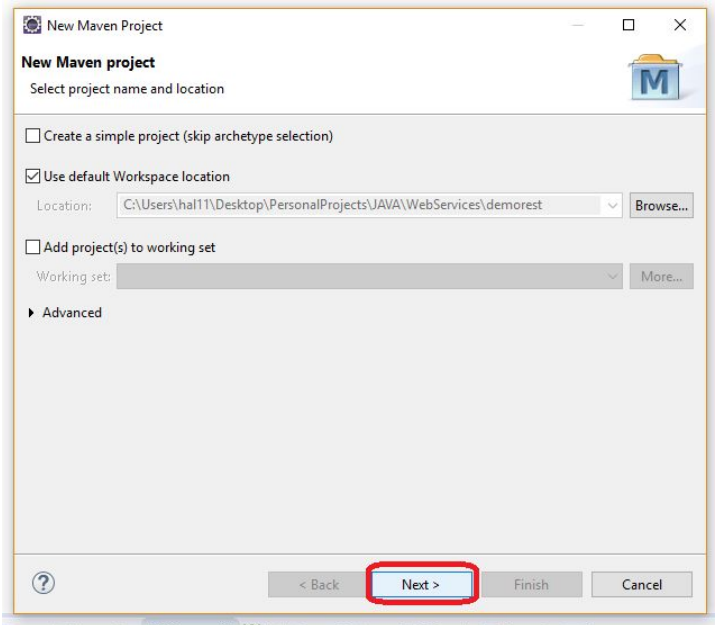 New Maven Project
New Maven project
Select project name and location
M
Create a simple project (skip archetype selection)
Use default Workspace location
Location: C:\Users\hal11\Desktop\PersonalProjects\JAVA\WebServices\demorest Browse...
Add project(s) to working set
Working set: More...
Advanced
? < Back Next > Finish Cancel